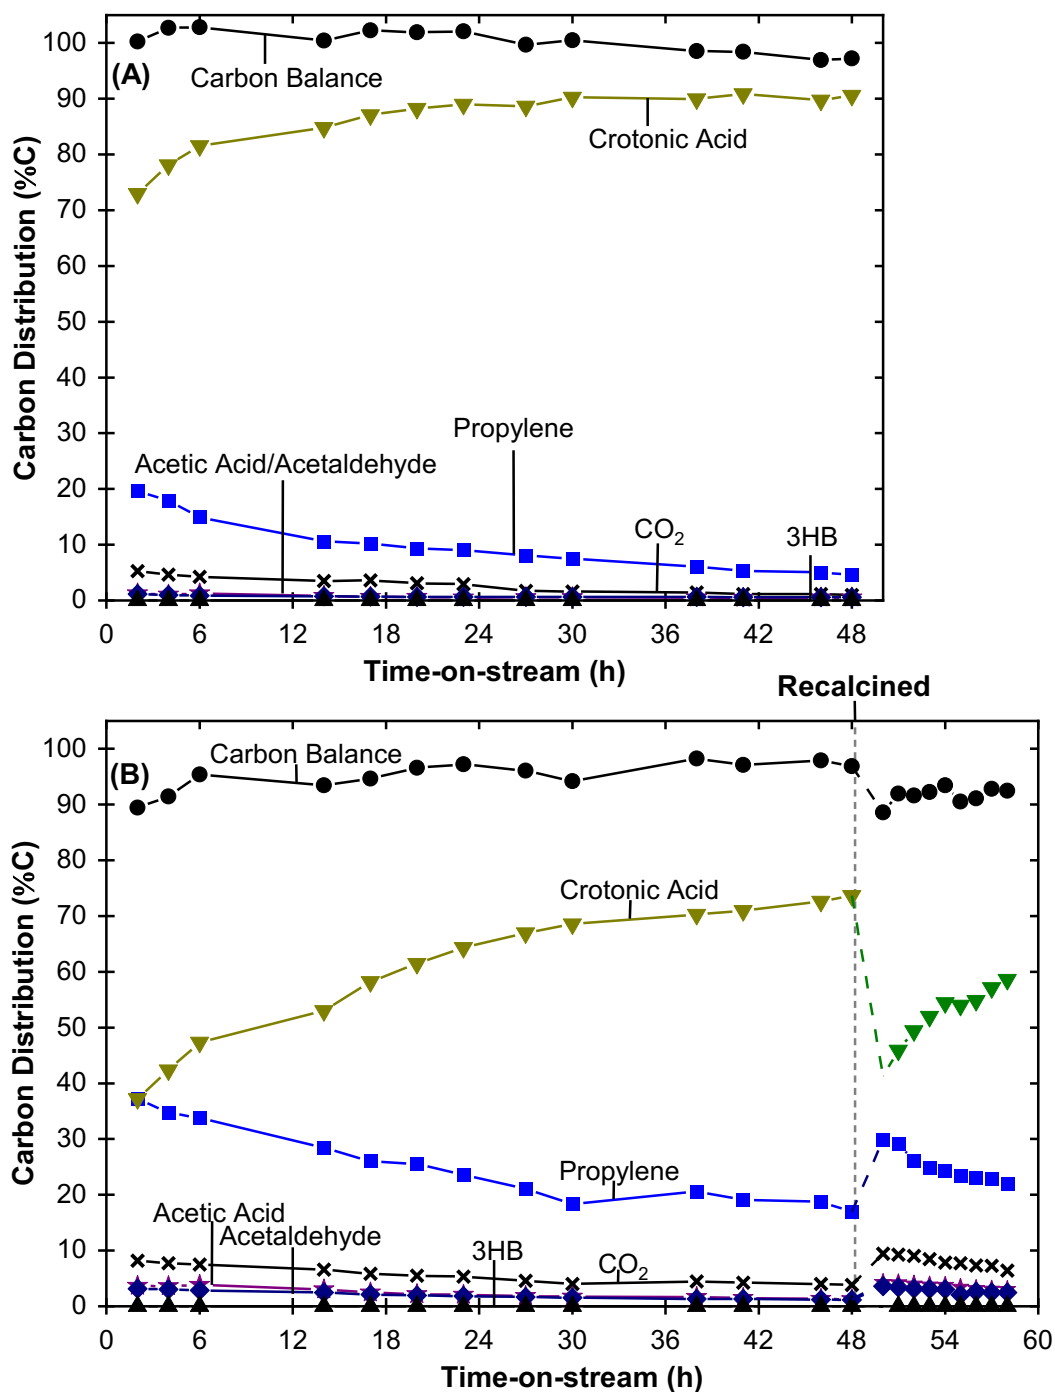 100
(A)
Carbon Balance
90
Crotonic Acid
80
70
60
50
40
30
Propylene
Acetic Acid/Acetaldehyde
20
CO2
3HB
10
0
Carbon Distribution (%C)
0 6 12 18 24 30 36 42 48
Time-on-stream (h)
Recalcined
100
Carbon Balance
(B)
90
80
Crotonic Acid
70
60
50
40
30
Propylene
20
Acetic Acid
Acetaldehyde
3HB
CO2
10
0
Carbon Distribution (%C)
0 6 12 18 24 30 36 42 48 54 60
Time-on-stream (h)